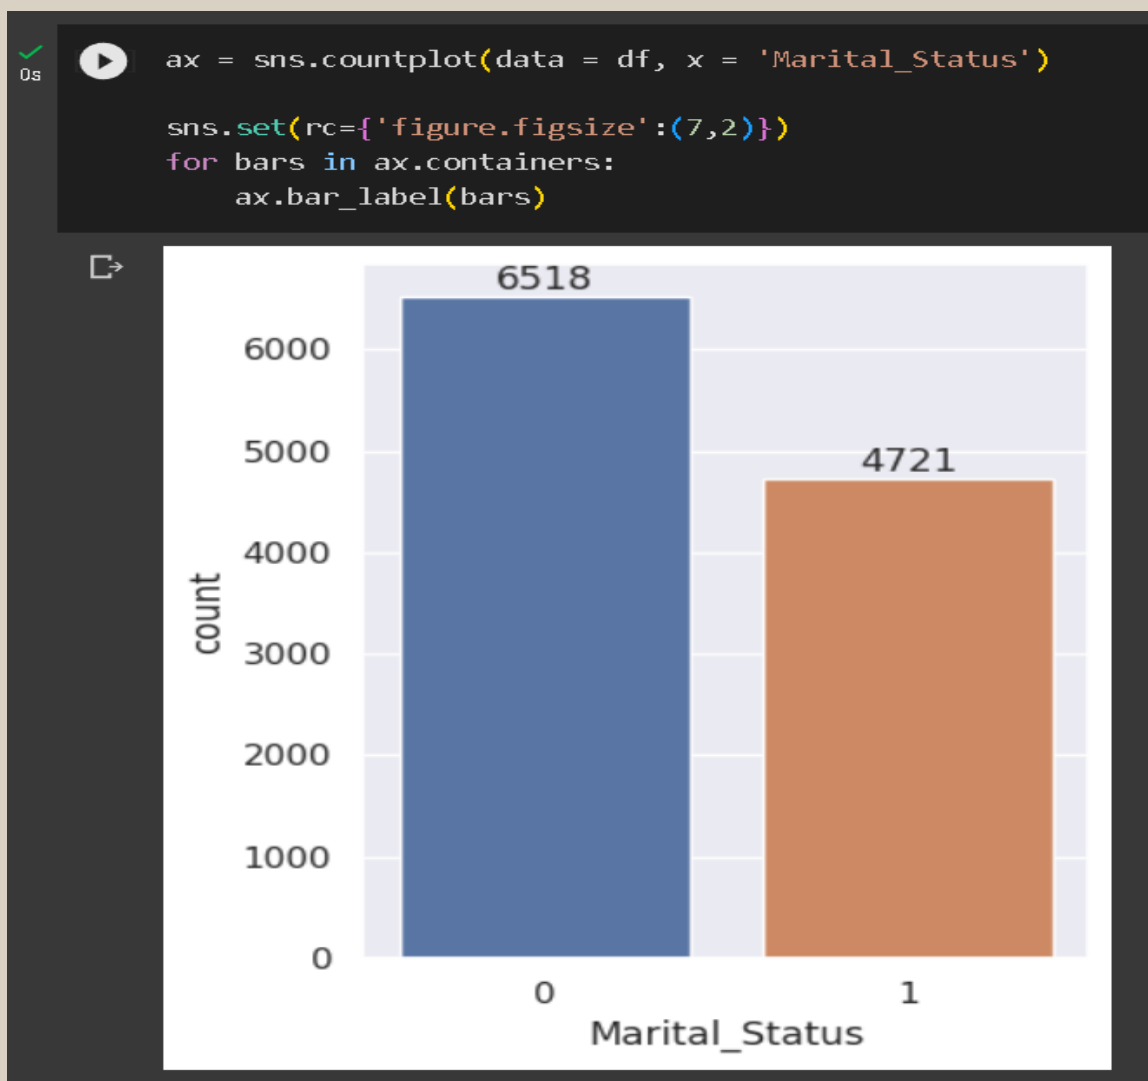 ax = sns.countplot(data = df, x = 'Marital_Status')
0s
sns.set(rc={'figure.figsize':(7,2)})
for bars in ax.containers:
    ax.bar_label(bars)
6518
6000
5000
4721
4000
count
3000
2000
1000
0
0 1
Marital_Status